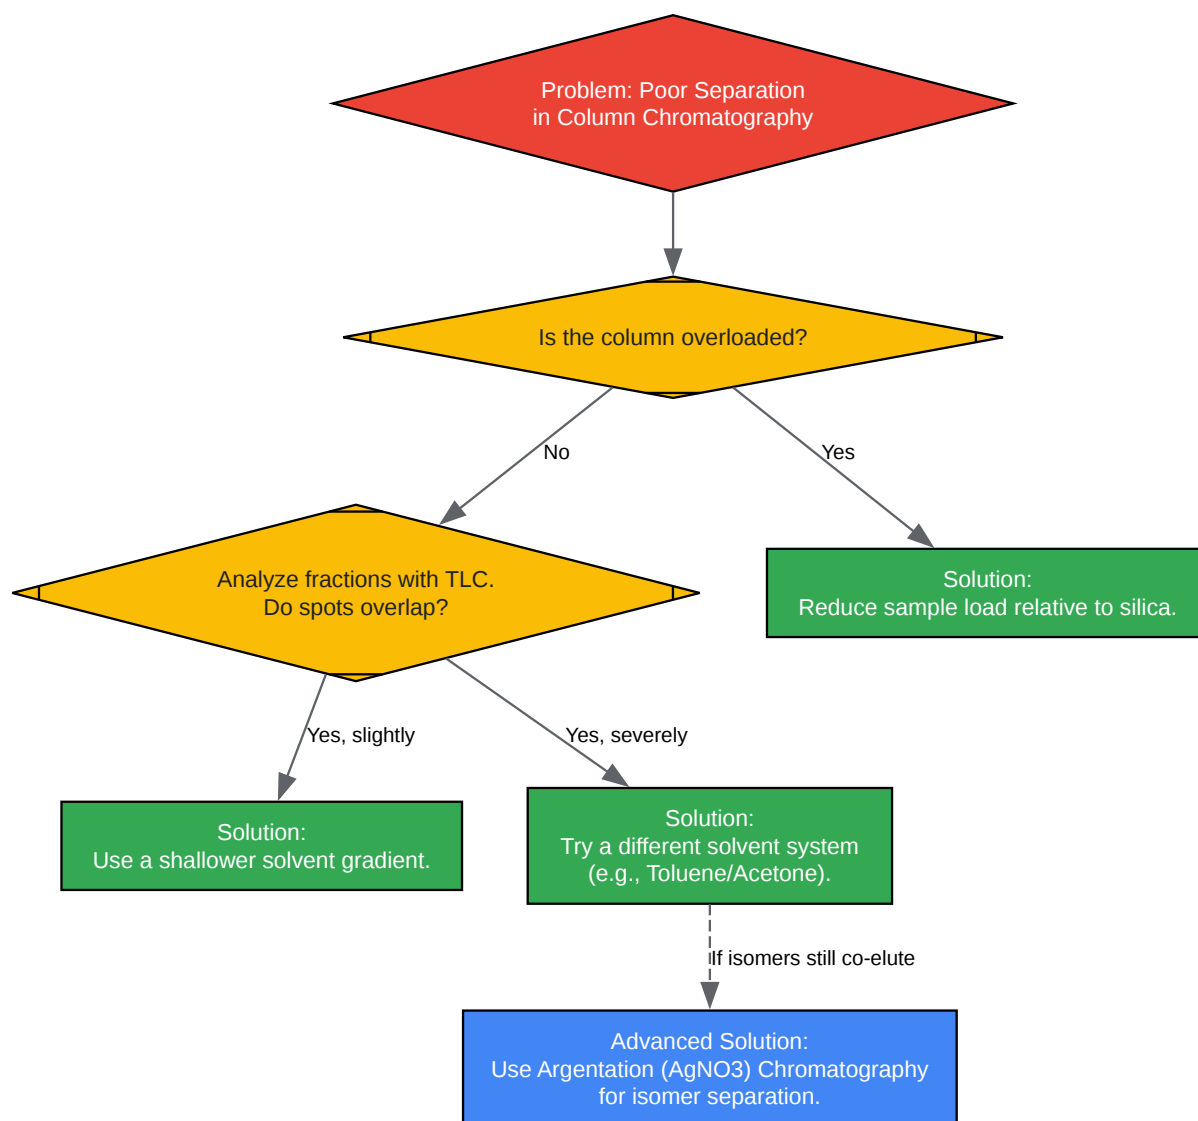 Problem: Poor Separation
in Column Chromatography
Is the column overloaded?
No
Yes
Analyze fractions with TLC.
Do spots overlap?
Solution:
Reduce sample load relative to silica.
Yes, slightly
Yes, severely
Solution:
Use a shallower solvent gradient.
Solution:
Try a different solvent system
(e.g., Toluene/Acetone).
If isomers still co-elute
Advanced Solution:
Use Argentation (AgNO3) Chromatography
for isomer separation.